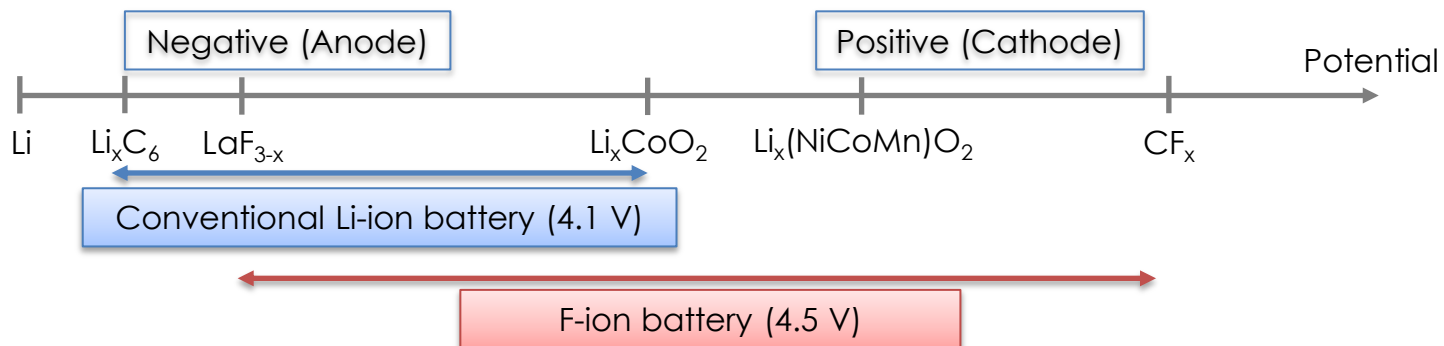 Negative (Anode)
Positive (Cathode)
Potential
Li
LiₓC₆
LaF₃₋ₓ
LiₓCoO₂
Liₓ(NiCoMn)O₂
CFₓ
Conventional Li-ion battery (4.1 V)
F-ion battery (4.5 V)